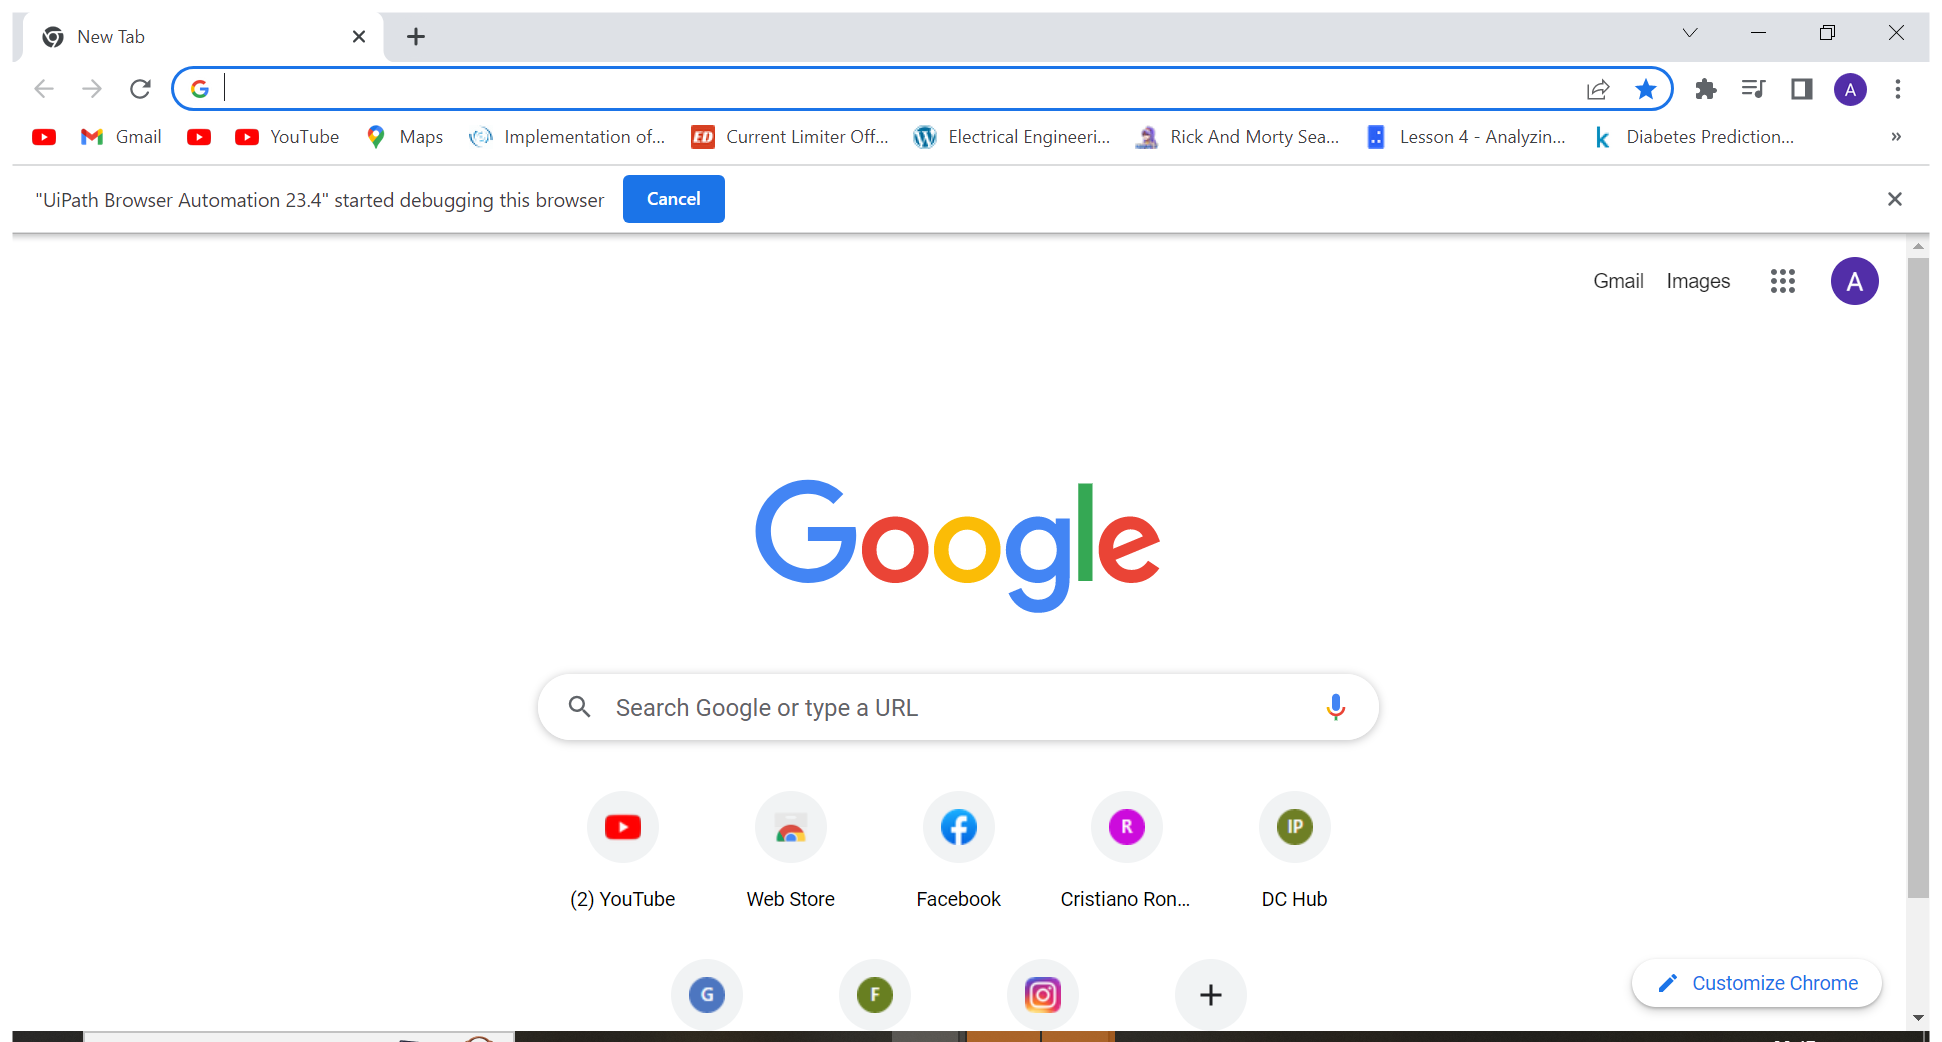 New Tab
Gmail YouTube Maps Implementation of... ED Current Limiter Off... Electrical Engineeri... Rick And Morty Sea... Lesson 4 - Analyzin... k Diabetes Prediction... »
"UiPath Browser Automation 23.4" started debugging this browser Cancel
Gmail Images A
Google
Search Google or type a URL
R IP
(2) YouTube Web Store Facebook Cristiano Ron... DC Hub
G F
Customize Chrome